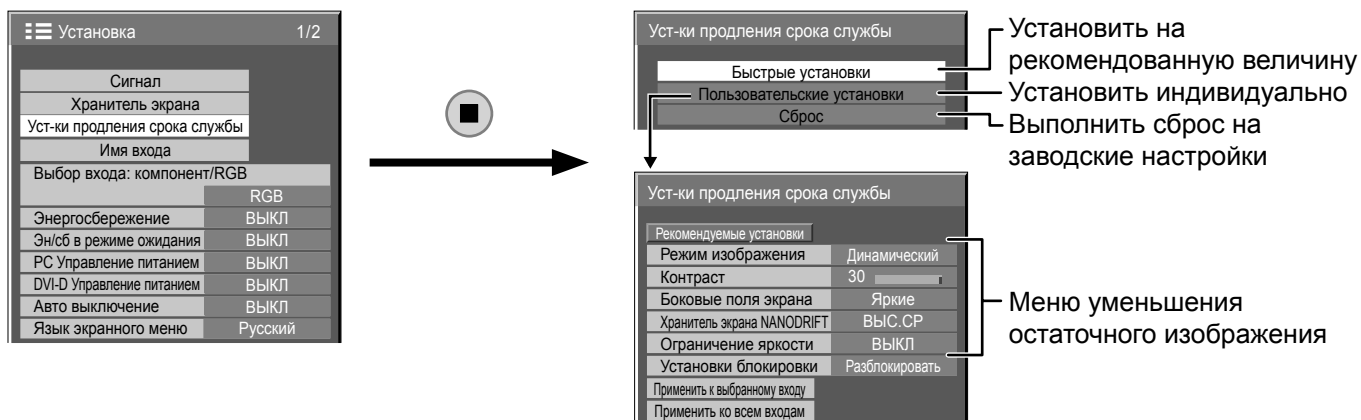 Установка 1/2
Сигнал
Хранитель экрана
Уст-ки продления срока службы
Имя входа
Выбор входа: компонент/RGB
RGB
Энергосбережение ВЫКЛ
Эн/сб в режиме ожидания ВЫКЛ
PC Управление питанием ВЫКЛ
DVI-D Управление питанием ВЫКЛ
Авто выключение ВЫКЛ
Язык экранного меню Русский
Уст-ки продления срока службы
Быстрые установки
Пользовательские установки
Сброс
Установить на
рекомендованную величину
Установить индивидуально
Выполнить сброс на
заводские настройки
Уст-ки продления срока службы
Рекомендуемые установки
Режим изображения Динамический
Контраст 30
Боковые поля экрана Яркие
Хранитель экрана NANODRIFT ВЫС.СР
Ограничение яркости ВЫКЛ
Установки блокировки Разблокировать
Применить к выбранному входу
Применить ко всем входам
Меню уменьшения
остаточного изображения